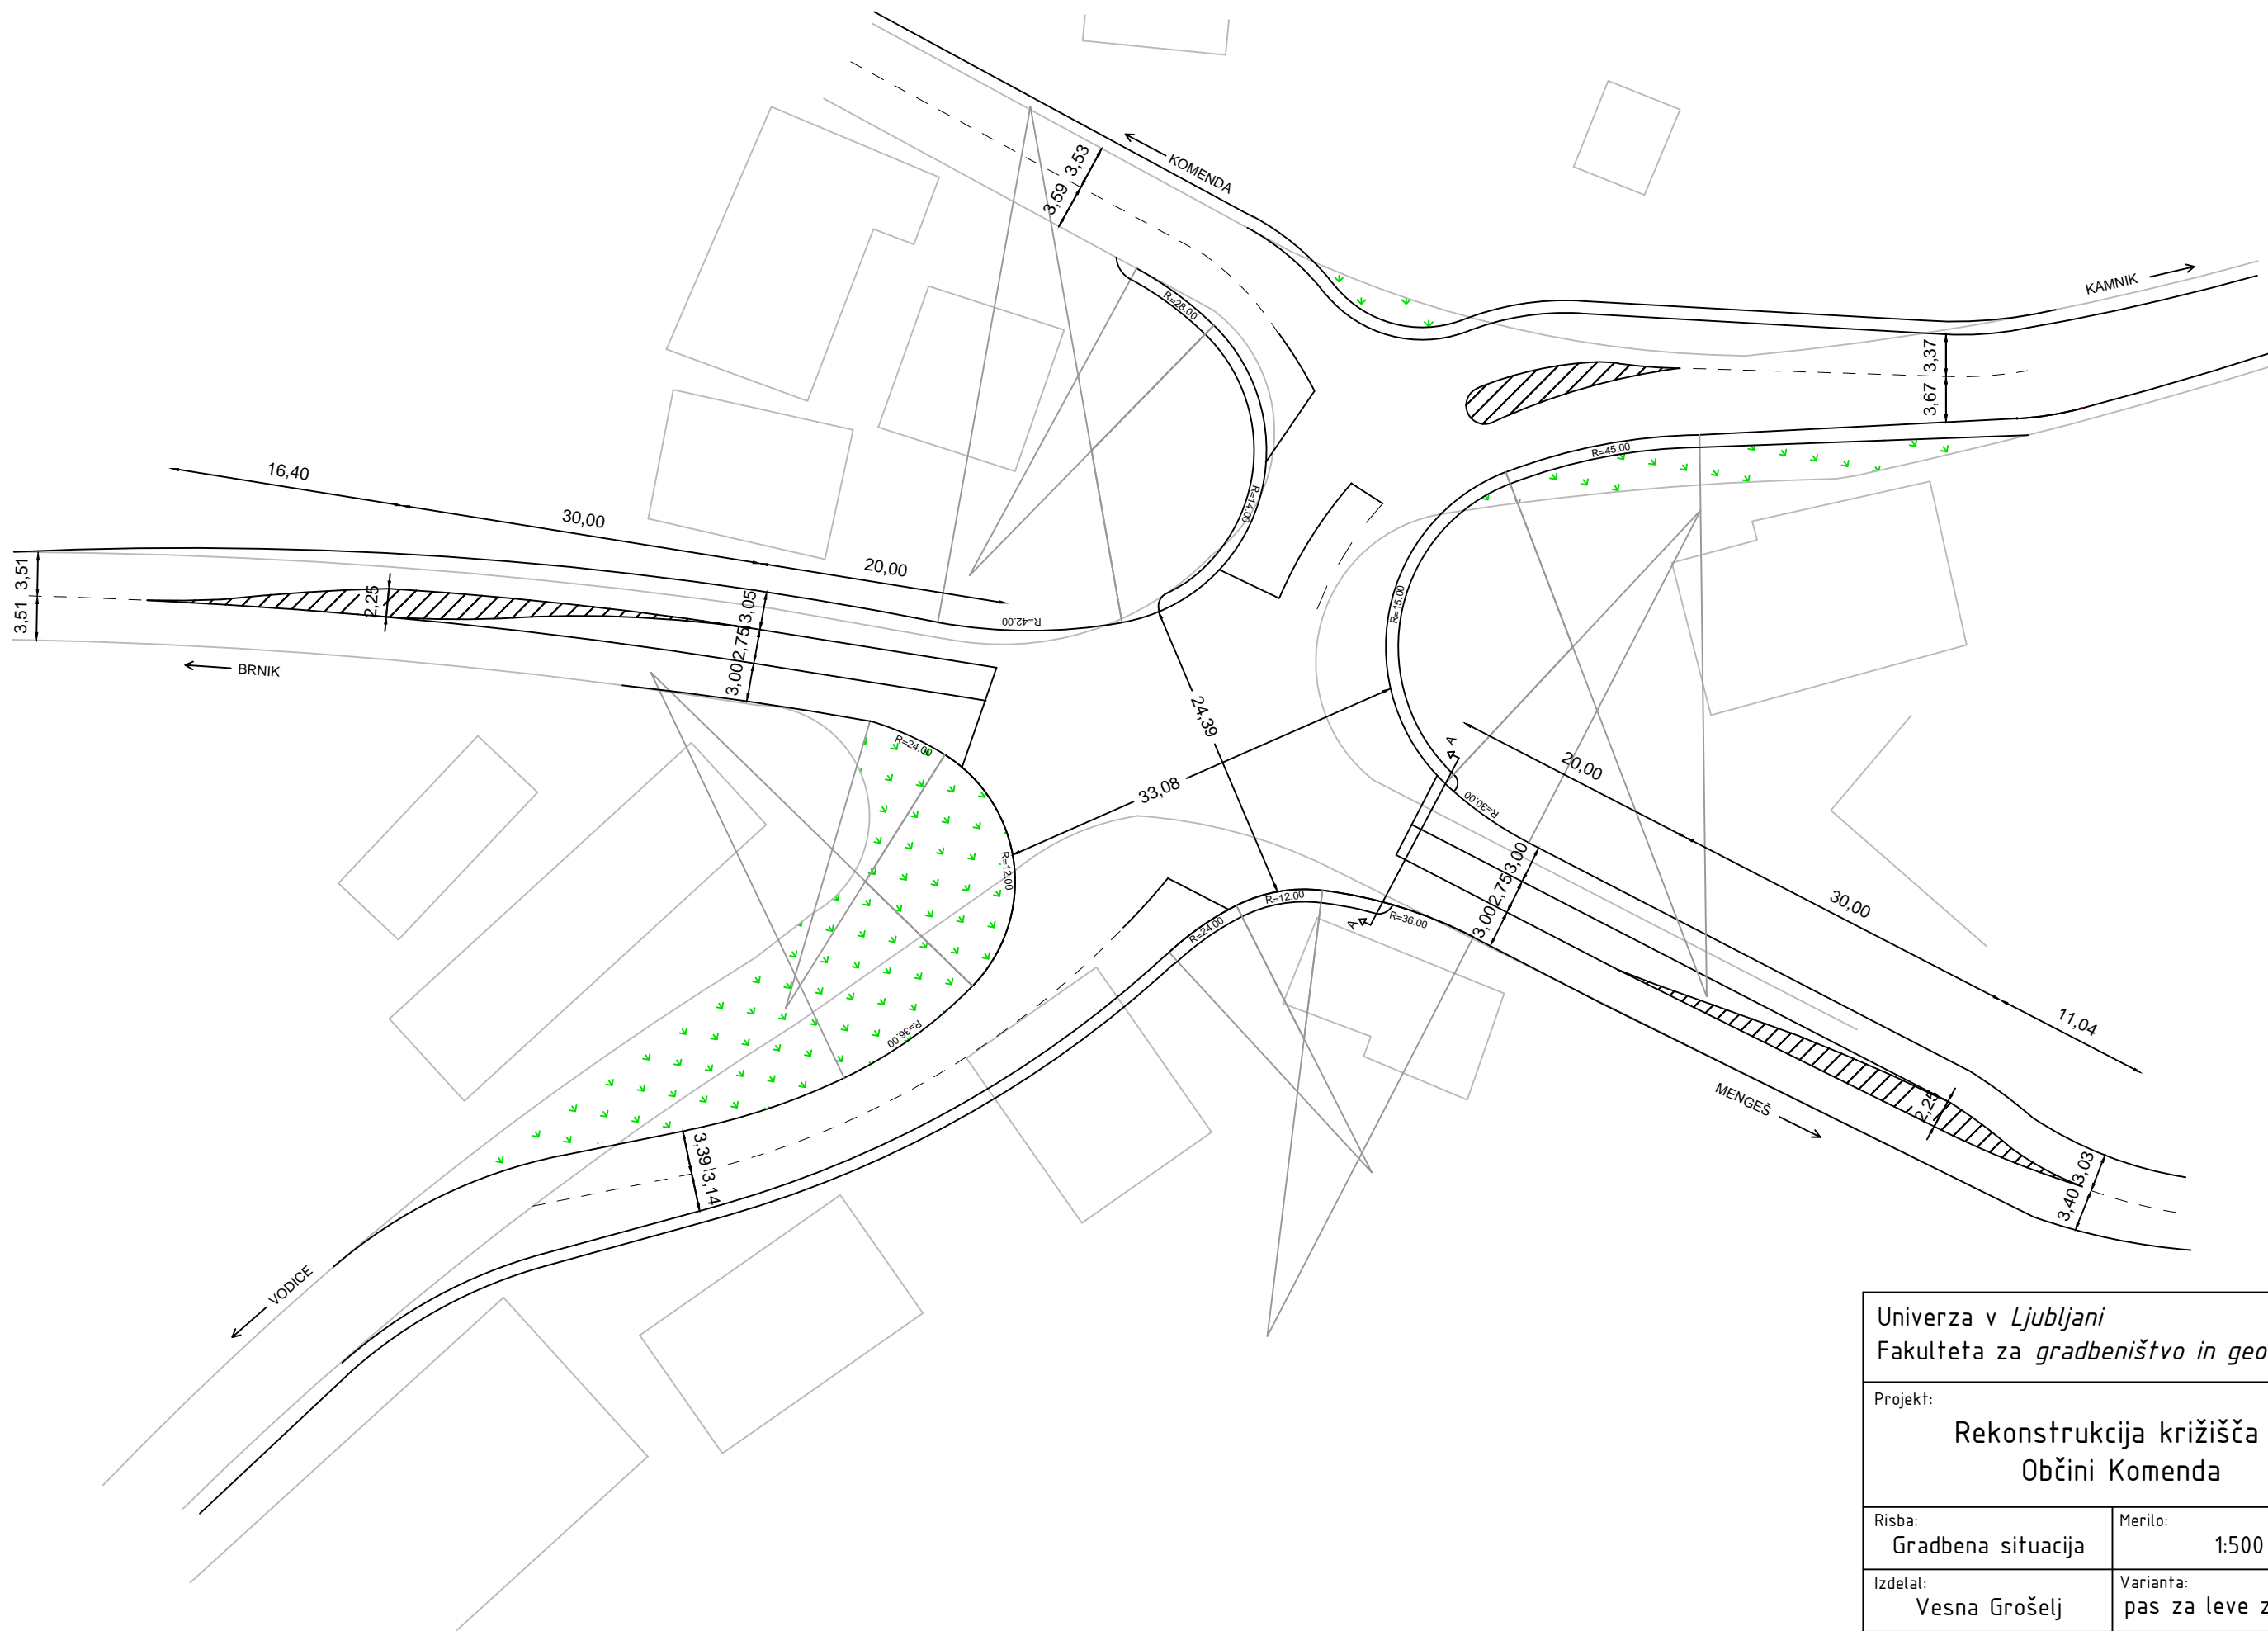 KOMENDA
3,53
3,59
KAMNIK
R=28.00
3,37
3,67
R=45.00
16,40
30,00
20,00
R=14.00
3,51
3,51
2,25
3,05
2,75
3,00
R=42.00
R=15.00
BRNIK
24,39
R=24.00
A
20,00
33,08
R=30.00
R=12.00
3,00
2,75
3,00
R=12.00
R=24.00
R=36.00
A
30,00
11,04
R=36.00
MENGEŠ
2,25
3,39
3,14
3,03
3,40
VODICE
Univerza v Ljubljani
Fakulteta za gradbeništvo in geo
Projekt:
Rekonstrukcija križišča
Občini Komenda
Risba:
Gradbena situacija
Merilo:
1:500
Izdelal:
Vesna Grošelj
Varianta:
pas za leve z